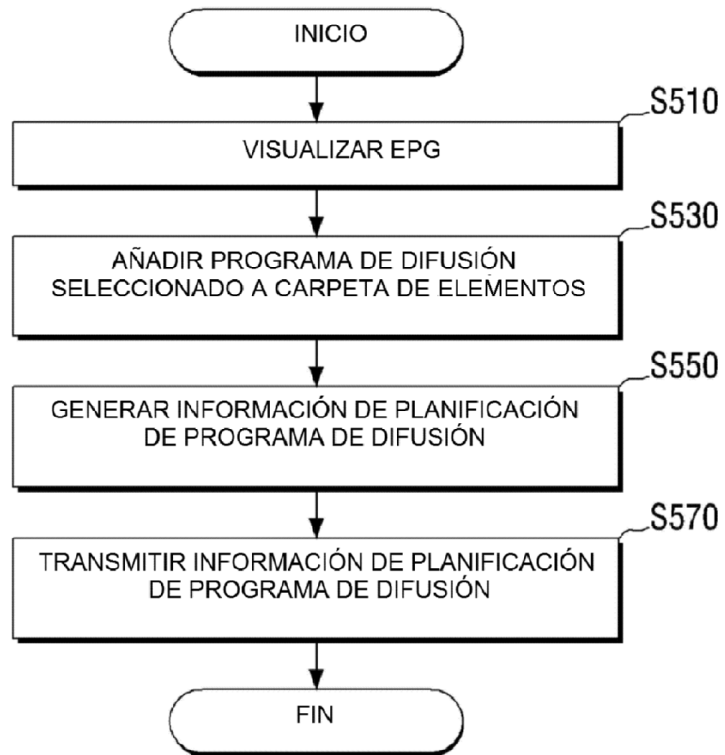 INICIO
S510
VISUALIZAR EPG
S530
AÑADIR PROGRAMA DE DIFUSIÓN
SELECCIONADO A CARPETA DE ELEMENTOS
S550
GENERAR INFORMACIÓN DE PLANIFICACIÓN
DE PROGRAMA DE DIFUSIÓN
S570
TRANSMITIR INFORMACIÓN DE PLANIFICACIÓN
DE PROGRAMA DE DIFUSIÓN
FIN